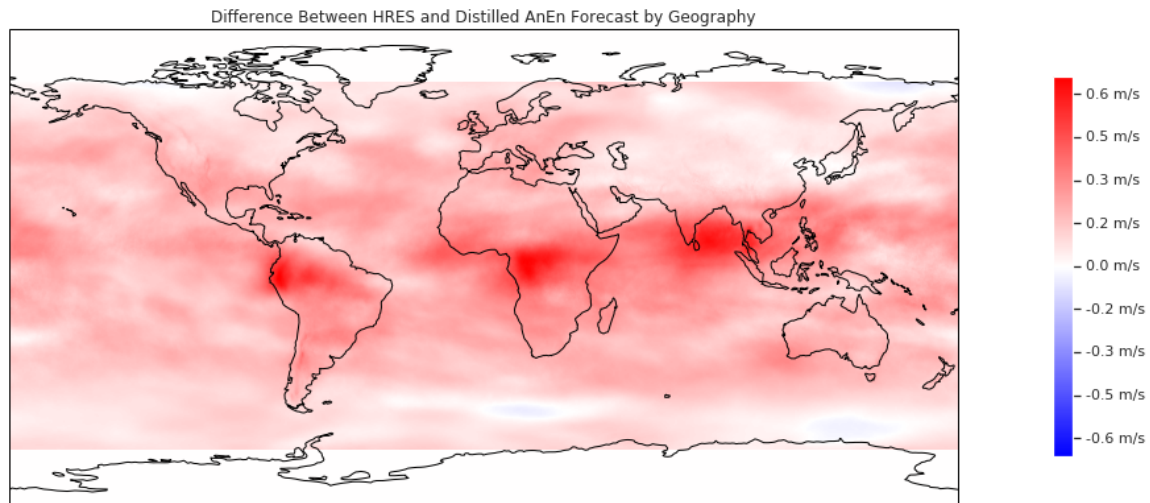 Difference Between HRES and Distilled AnEn Forecast by Geography
0.6 m/s
0.5 m/s
0.3 m/s
0.2 m/s
0.0 m/s
-0.2 m/s
-0.3 m/s
-0.5 m/s
-0.6 m/s